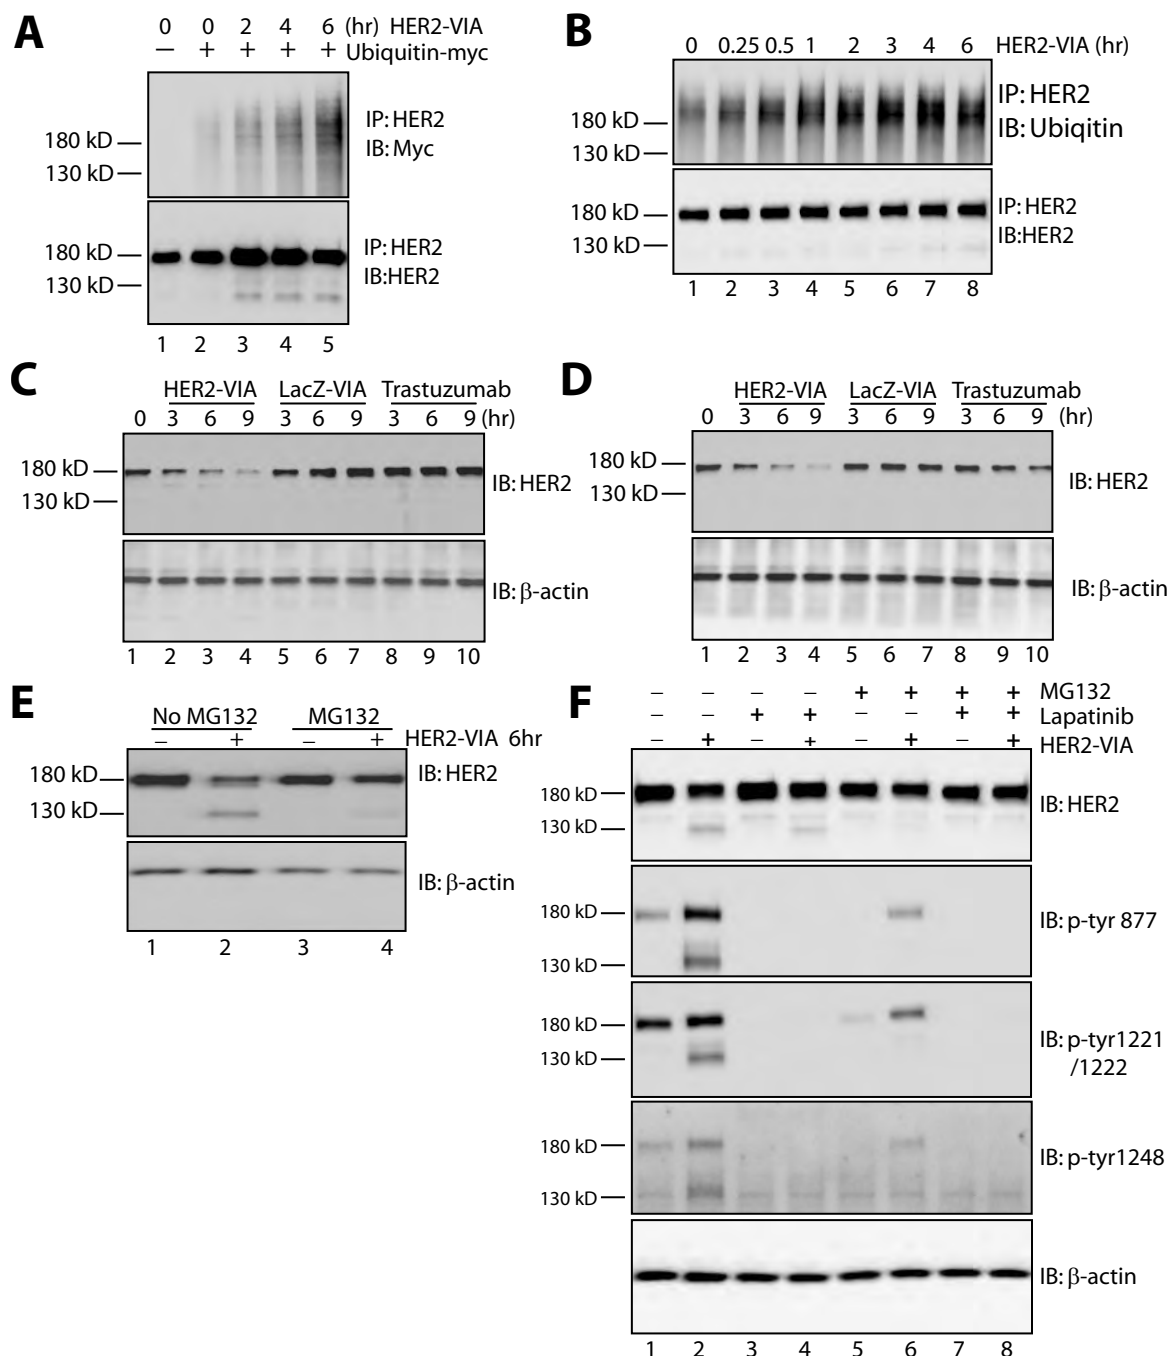 A
0 0 2 4 6 (hr) HER2-VIA
– + + + + Ubiquitin-myc
180 kD
130 kD
IP: HER2
IB: Myc
180 kD
130 kD
IP: HER2
IB:HER2
1 2 3 4 5
B
0 0.25 0.5 1 2 3 4 6 HER2-VIA (hr)
180 kD
130 kD
IP: HER2
IB: Ubiqitin
180 kD
130 kD
IP: HER2
IB:HER2
1 2 3 4 5 6 7 8
C
HER2-VIA LacZ-VIA Trastuzumab
0 3 6 9 3 6 9 3 6 9 (hr)
180 kD
130 kD
IB: HER2
IB: β-actin
1 2 3 4 5 6 7 8 9 10
D
HER2-VIA LacZ-VIA Trastuzumab
0 3 6 9 3 6 9 3 6 9 (hr)
180 kD
130 kD
IB: HER2
IB: β-actin
1 2 3 4 5 6 7 8 9 10
E
No MG132 MG132
– + – + HER2-VIA 6hr
180 kD
130 kD
IB: HER2
IB: β-actin
1 2 3 4
F
– – – – + + + + MG132
– – + + – – + + Lapatinib
– + – + – + – + HER2-VIA
180 kD
130 kD
IB: HER2
180 kD
130 kD
IB: p-tyr 877
180 kD
130 kD
IB: p-tyr1221
/1222
180 kD
130 kD
IB: p-tyr1248
IB: β-actin
1 2 3 4 5 6 7 8